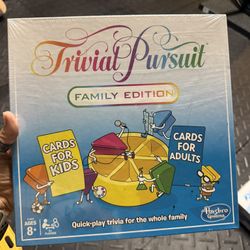 Trivial Pursuit
FAMILY EDITION
CARDS
FOR
KIDS
CARDS
FOR
ADULTS
AGES
8+
Quick-play trivia for the whole family
Hasbro
Gaming